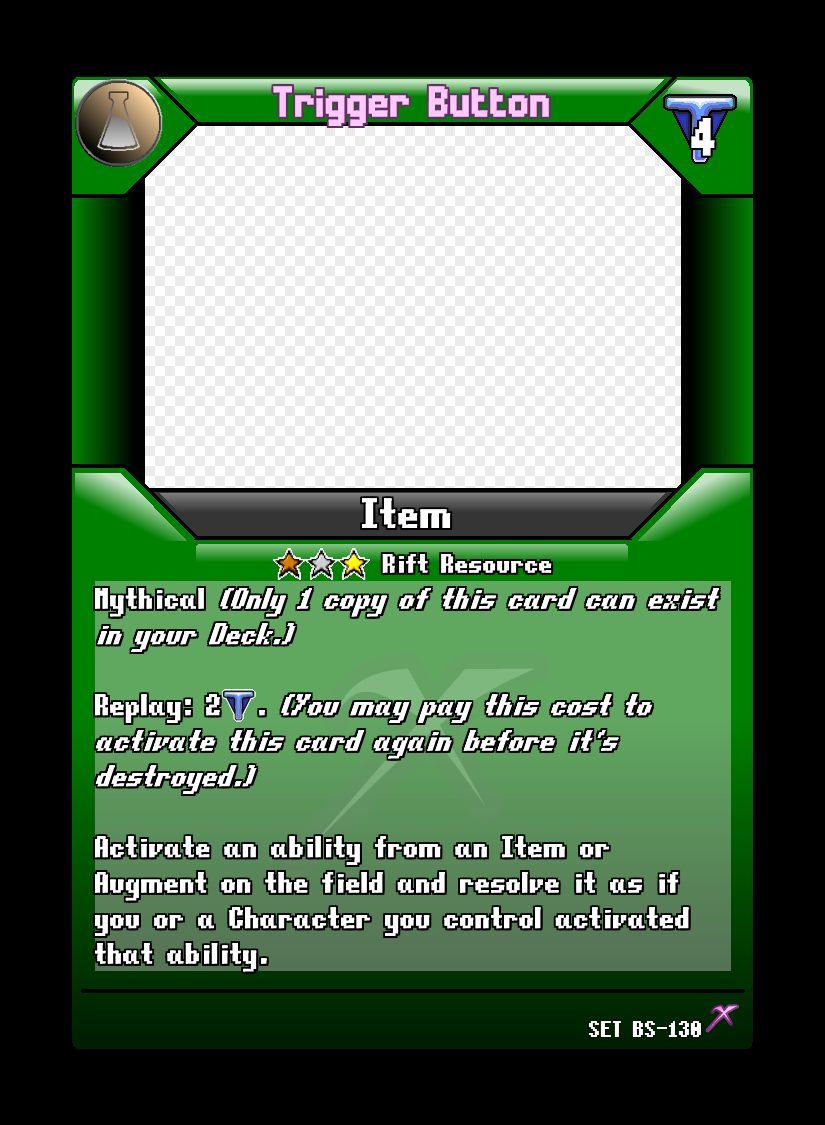 Trigger Button
4
Item
Rift Resource
Mythical (Only 1 copy of this card can exist
in your Deck.)
Replay: 2T. (You may pay this cost to
activate this card again before it's
destroyed.)
Activate an ability from an Item or
Augment on the field and resolve it as if
you or a Character you control activated
that ability.
SET BS-130